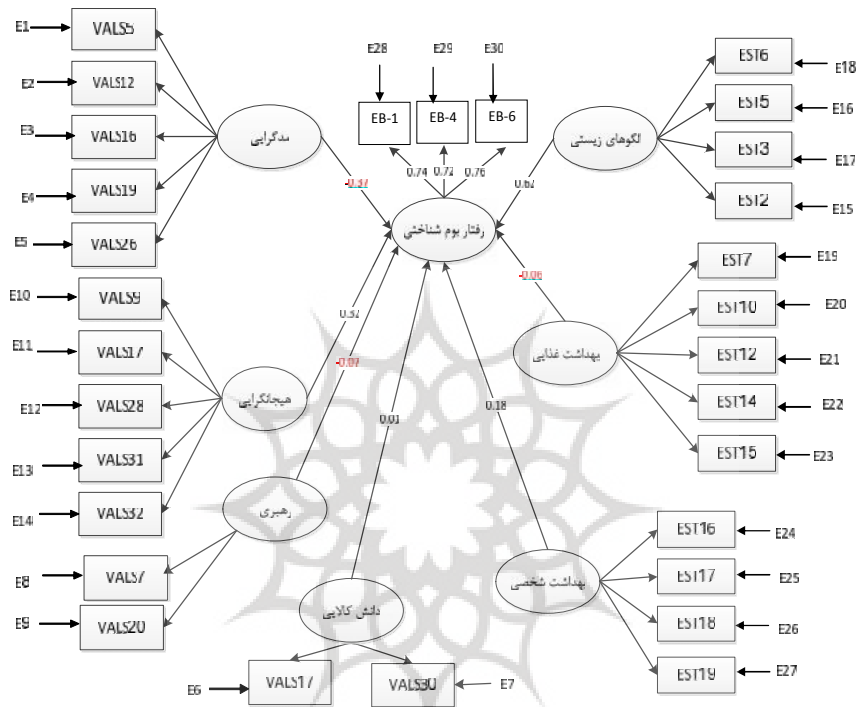 E1
VALS5
E2
VALS12
E3
VALS16
E4
VALS19
E5
VALS26
مدگرایی
E28
E29
E30
EB-1
EB-4
EB-6
0.74
0.72
0.76
EST6
E18
EST5
E16
EST3
E17
EST2
E15
الگوهای زیستی
-0.37
0.62
رفتار بوم شناختی
E10
VALS9
E11
VALS17
E12
VALS28
E13
VALS31
E14
VALS32
هیجانگرایی
0.32
-0.07
-0.06
EST7
E19
EST10
E20
EST12
E21
EST14
E22
EST15
E23
بهداشت غذایی
0.01
0.18
رهبری
E8
VALS7
E9
VALS20
دانش کالایی
E6
VALS17
VALS30
E7
بهداشت شخصی
EST16
E24
EST17
E25
EST18
E26
EST19
E27